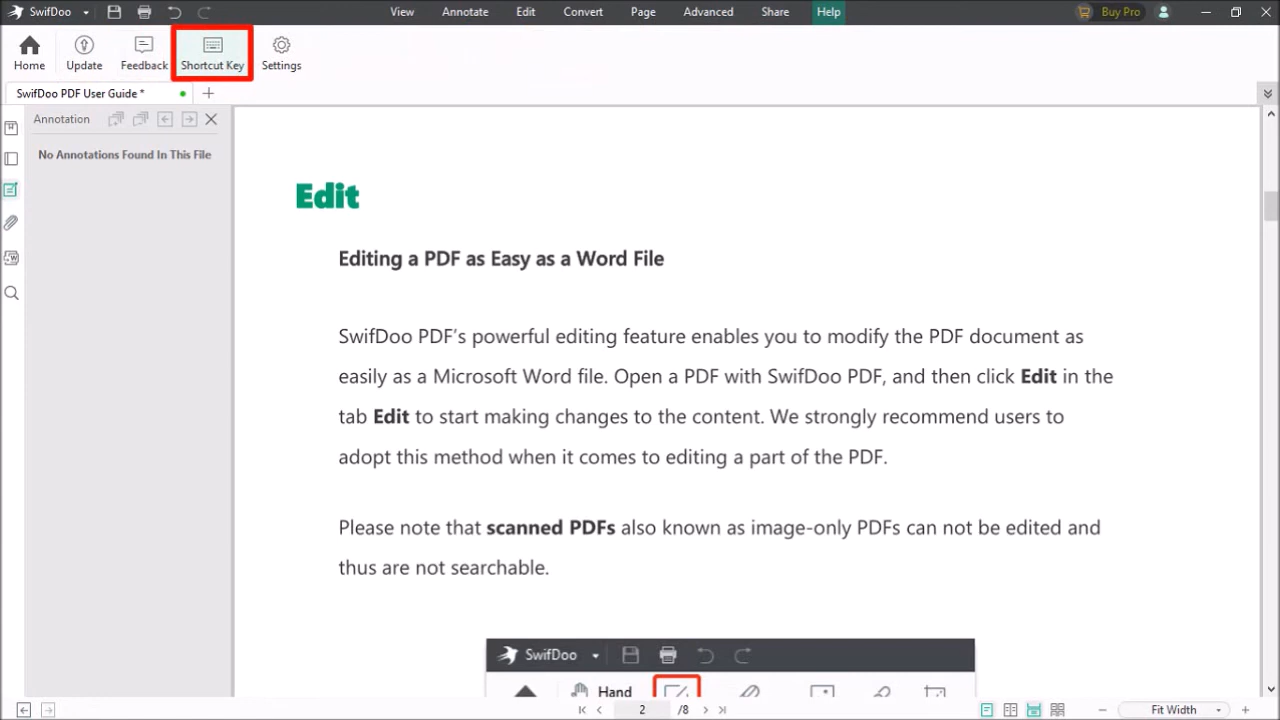 SwifDoo
View Annotate Edit Convert Page Advanced Share Help
Buy Pro
Home Update Feedback Shortcut Key Settings
SwifDoo PDF User Guide *
Annotation
No Annotations Found In This File
Edit
Editing a PDF as Easy as a Word File
SwifDoo PDF's powerful editing feature enables you to modify the PDF document as
easily as a Microsoft Word file. Open a PDF with SwifDoo PDF, and then click Edit in the
tab Edit to start making changes to the content. We strongly recommend users to
adopt this method when it comes to editing a part of the PDF.
Please note that scanned PDFs also known as image-only PDFs can not be edited and
thus are not searchable.
SwifDoo
Hand
2 /8
Fit Width